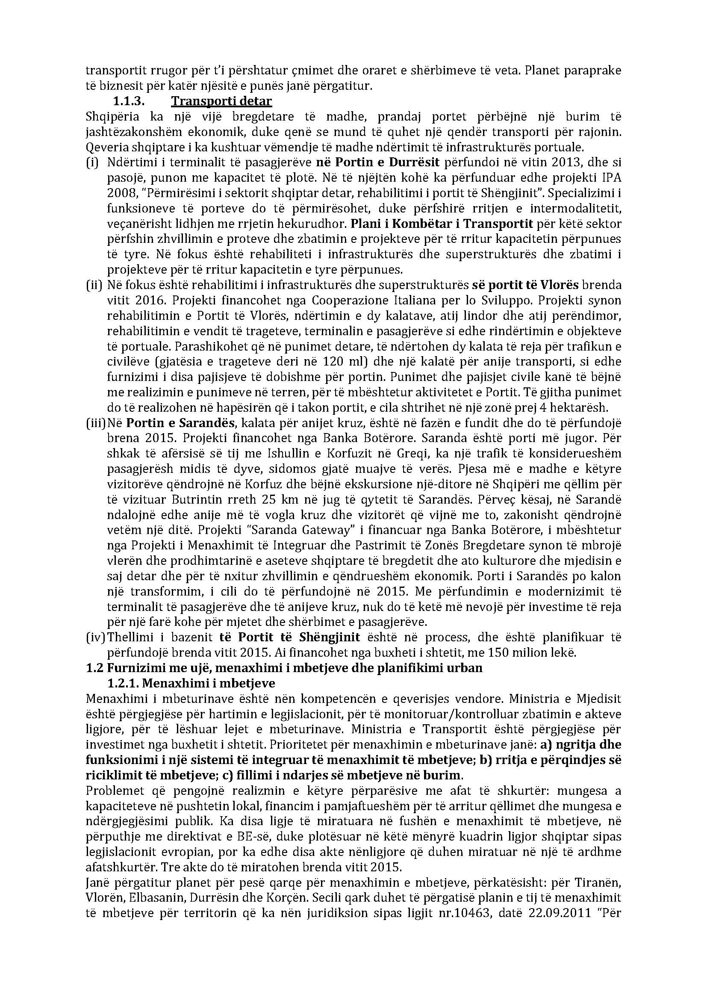 transportit rrugor për t’i përshtatur çmimet dhe oraret e shërbimeve të veta. Planet paraprake
të biznesit për katër njësitë e punës janë përgatitur.
1.1.3. Transporti detar
Shqipëria ka një vijë bregdetare të madhe, prandaj portet përbëjnë një burim të
jashtëzakonshëm ekonomik, duke qenë se mund të quhet një qendër transporti për rajonin.
Qeveria shqiptare i ka kushtuar vëmendje të madhe ndërtimit të infrastrukturës portuale.
(i) Ndërtimi i terminalit të pasagjerëve në Portin e Durrësit përfundoi në vitin 2013, dhe si
pasojë, punon me kapacitet të plotë. Në të njëjtën kohë ka përfunduar edhe projekti IPA
2008, “Përmirësimi i sektorit shqiptar detar, rehabilitimi i portit të Shëngjinit”. Specializimi i
funksioneve të porteve do të përmirësohet, duke përfshirë rritjen e intermodalitetit,
veçanërisht lidhjen me rrjetin hekurudhor. Plani i Kombëtar i Transportit për këtë sektor
përfshin zhvillimin e proteve dhe zbatimin e projekteve për të rritur kapacitetin përpunues
të tyre. Në fokus është rehabiliteti i infrastrukturës dhe superstrukturës dhe zbatimi i
projekteve për të rritur kapacitetin e tyre përpunues.
(ii) Në fokus është rehabilitimi i infrastrukturës dhe superstrukturës së portit të Vlorës brenda
vitit 2016. Projekti financohet nga Cooperazione Italiana per lo Sviluppo. Projekti synon
rehabilitimin e Portit të Vlorës, ndërtimin e dy kalatave, atij lindor dhe atij perëndimor,
rehabilitimin e vendit të trageteve, terminalin e pasagjerëve si edhe rindërtimin e objekteve
të portuale. Parashikohet që në punimet detare, të ndërtohen dy kalata të reja për trafikun e
civilëve (gjatësia e trageteve deri në 120 ml) dhe një kalatë për anije transporti, si edhe
furnizimi i disa pajisjeve të dobishme për portin. Punimet dhe pajisjet civile kanë të bëjnë
me realizimin e punimeve në terren, për të mbështetur aktivitetet e Portit. Të gjitha punimet
do të realizohen në hapësirën që i takon portit, e cila shtrihet në një zonë prej 4 hektarësh.
(iii) Në Portin e Sarandës, kalata për anijet kruz, është në fazën e fundit dhe do të përfundojë
brena 2015. Projekti financohet nga Banka Botërore. Saranda është porti më jugor. Për
shkak të afërsisë së tij me Ishullin e Korfuzit në Greqi, ka një trafik të konsiderueshëm
pasagjerësh midis të dyve, sidomos gjatë muajve të verës. Pjesa më e madhe e këtyre
vizitorëve qëndrojnë në Korfuz dhe bëjnë ekskursione një-ditore në Shqipëri me qëllim për
të vizituar Butrintin rreth 25 km në jug të qytetit të Sarandës. Përveç kësaj, në Sarandë
ndalojnë edhe anije më të vogla kruz dhe vizitorët që vijnë me to, zakonisht qëndrojnë
vetëm një ditë. Projekti “Saranda Gateway” i financuar nga Banka Botërore, i mbështetur
nga Projekti i Menaxhimit të Integruar dhe Pastrimit të Zonës Bregdetare synon të mbrojë
vlerën dhe prodhimtarinë e aseteve shqiptare të bregdetit dhe ato kulturore dhe mjedisin e
saj detar dhe për të nxitur zhvillimin e qëndrueshëm ekonomik. Porti i Sarandës po kalon
një transformim, i cili do të përfundojnë në 2015. Me përfundimin e modernizimit të
terminalit të pasagjerëve dhe të anijeve kruz, nuk do të ketë më nevojë për investime të reja
për një farë kohe për mjetet dhe shërbimet e pasagjerëve.
(iv) Thellimi i bazenit të Portit të Shëngjinit është në process, dhe është planifikuar të
përfundojë brenda vitit 2015. Ai financohet nga buxheti i shtetit, me 150 milion lekë.
1.2 Furnizimi me ujë, menaxhimi i mbetjeve dhe planifikimi urban
1.2.1. Menaxhimi i mbetjeve
Menaxhimi i mbeturinave është nën kompetencën e qeverisjes vendore. Ministria e Mjedisit
është përgjegjëse për hartimin e legjislacionit, për të monitoruar/kontrolluar zbatimin e akteve
ligjore, për të lëshuar lejet e mbeturinave. Ministria e Transportit është përgjegjëse për
investimet nga buxhetit i shtetit. Prioritetet për menaxhimin e mbeturinave janë: a) ngritja dhe
funksionimi i një sistemi të integruar të menaxhimit të mbetjeve; b) rritja e përqindjes së
riciklimit të mbetjeve; c) fillimi i ndarjes së mbetjeve në burim.
Problemet që pengojnë realizmin e këtyre përparësive me afat të shkurtër: mungesa a
kapaciteteve në pushtetin lokal, financim i pamjaftueshëm për të arritur qëllimet dhe mungesa e
ndërgjegjësimi publik. Ka disa ligje të miratuara në fushën e menaxhimit të mbetjeve, në
përputhje me direktivat e BE-së, duke plotësuar në këtë mënyrë kuadrin ligjor shqiptar sipas
legjislacionit evropian, por ka edhe disa akte nënligjore që duhen miratuar në një të ardhme
afatshkurtër. Tre akte do të miratohen brenda vitit 2015.
Janë përgatitur planet për pesë qarqe për menaxhimin e mbetjeve, përkatësisht: për Tiranën,
Vlorën, Elbasanin, Durrësin dhe Korçën. Secili qark duhet të përgatisë planin e tij të menaxhimit
të mbetjeve për territorin që ka nën juridiksion sipas ligjit nr.10463, datë 22.09.2011 “Për